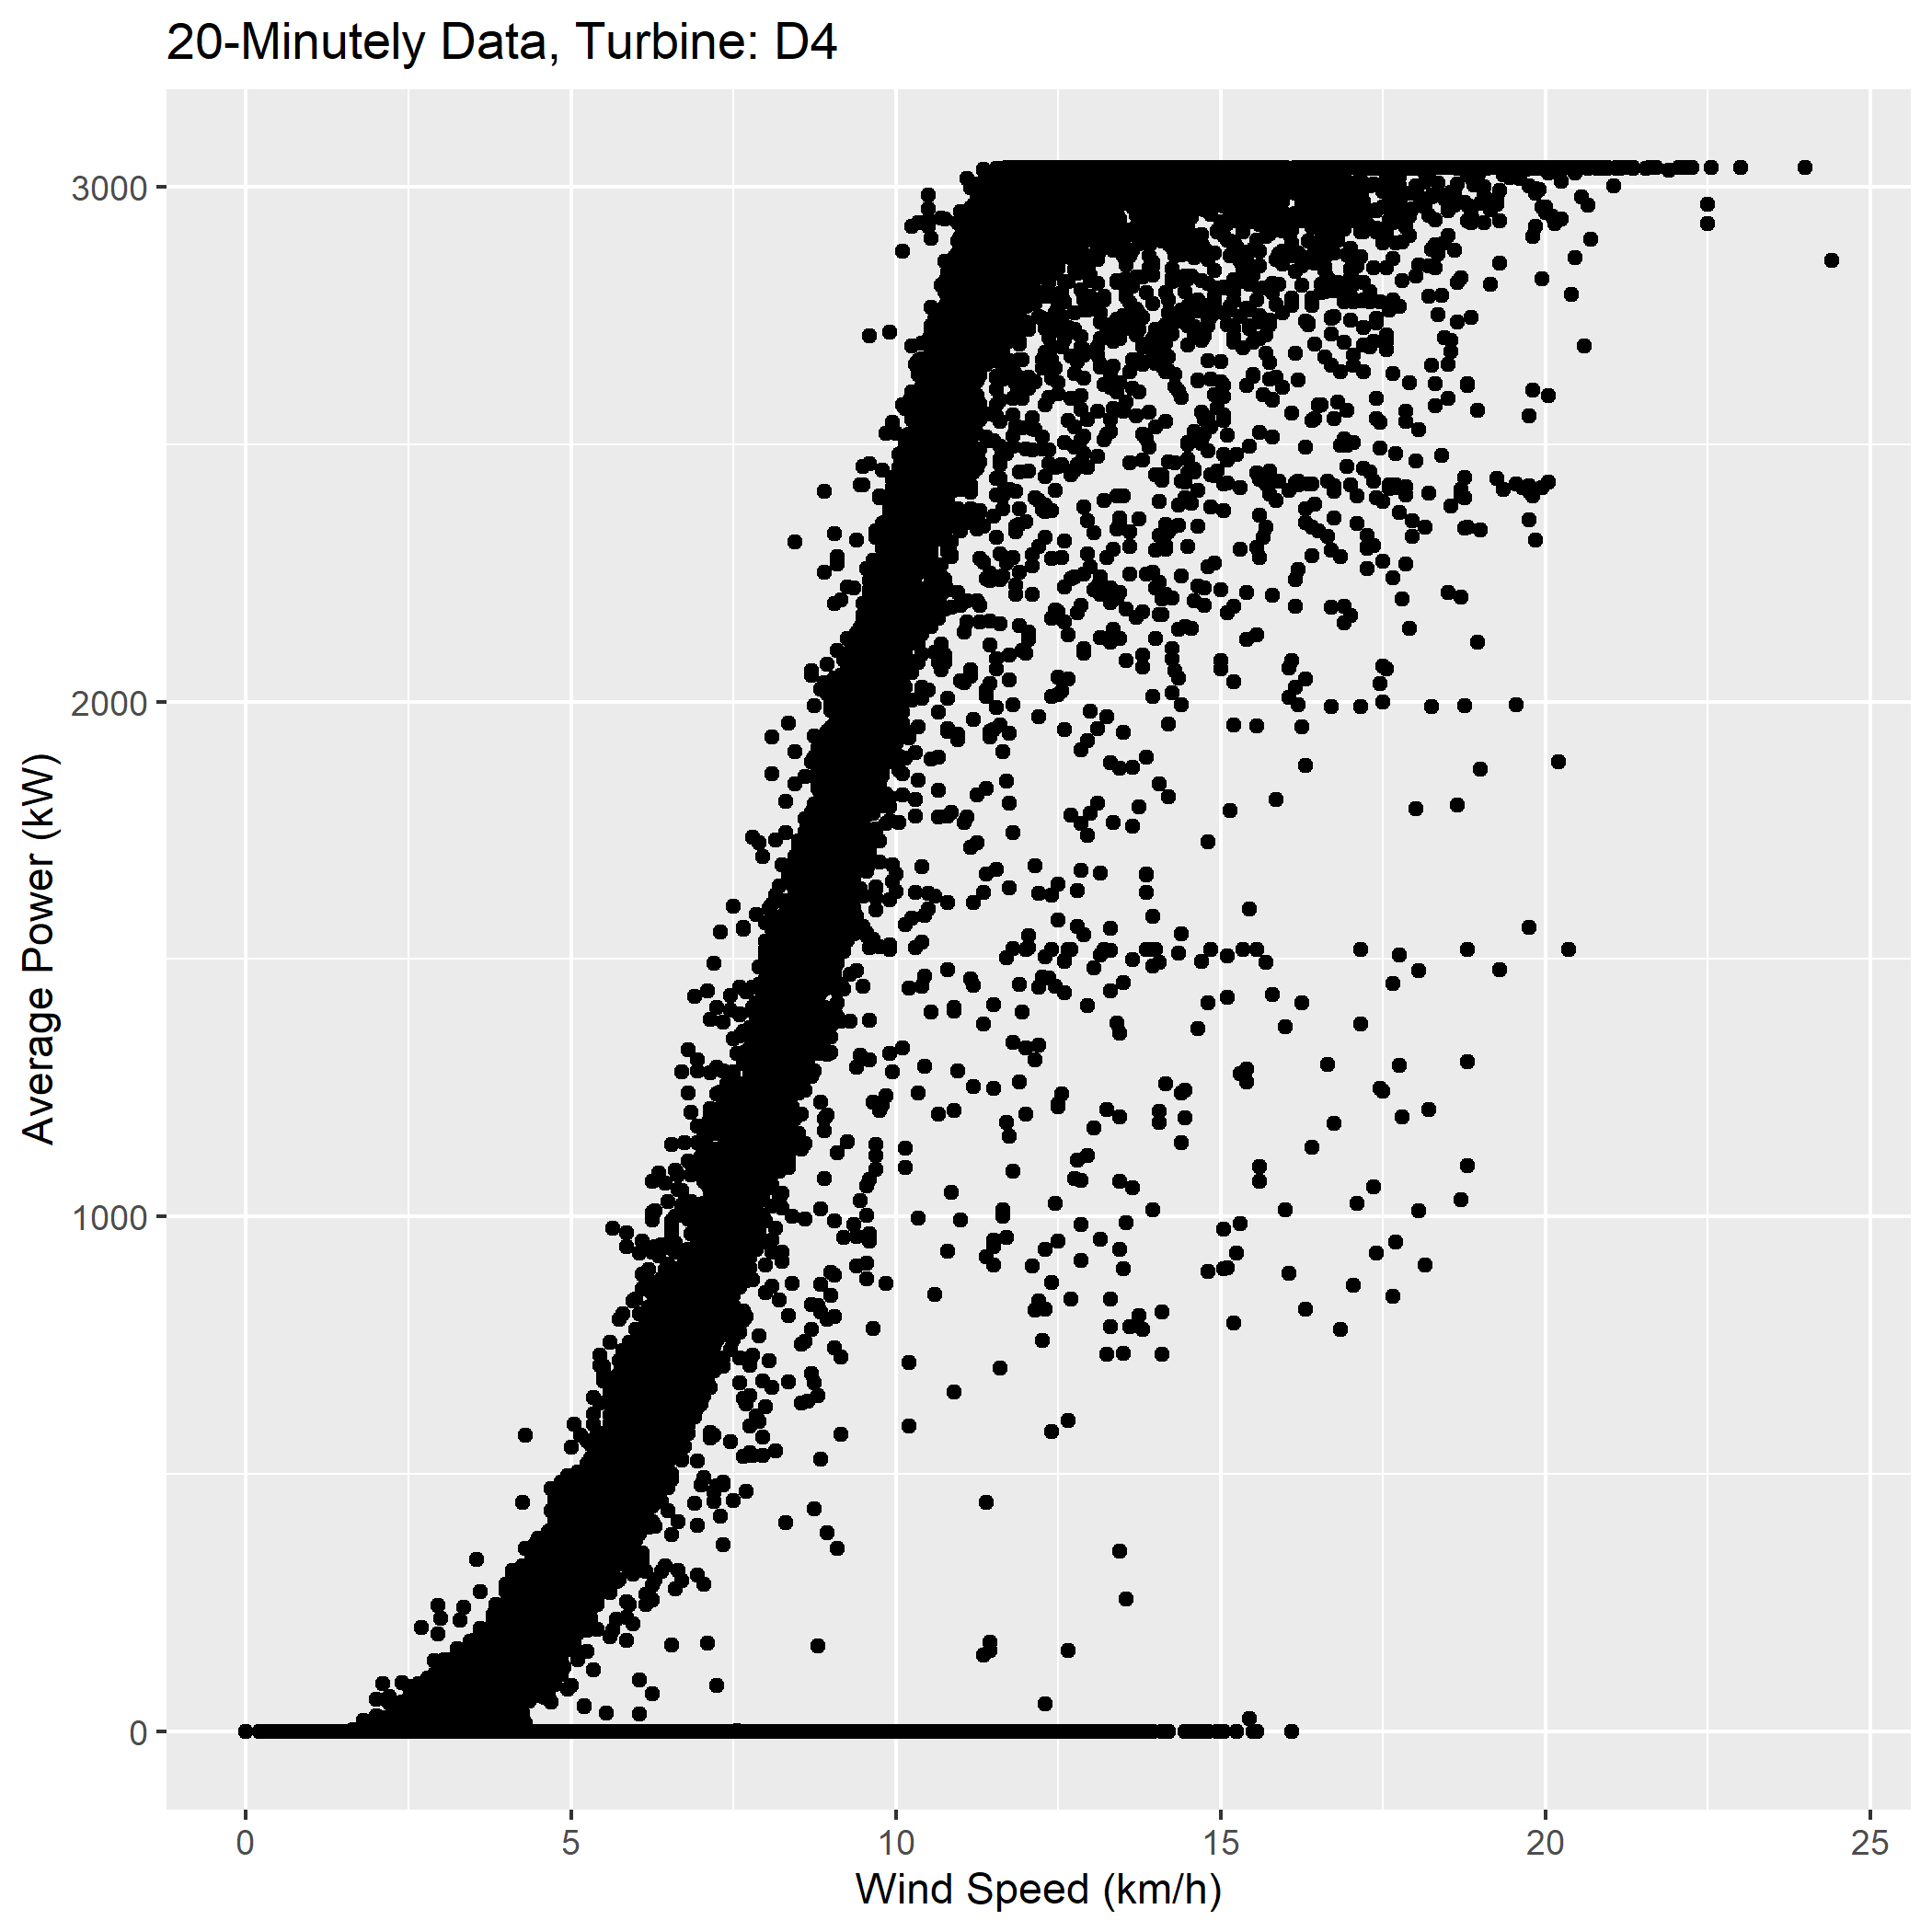 20-Minutely Data, Turbine: D4
3000
2000
1000
0
Average Power (kW)
0 5 10 15 20 25
Wind Speed (km/h)